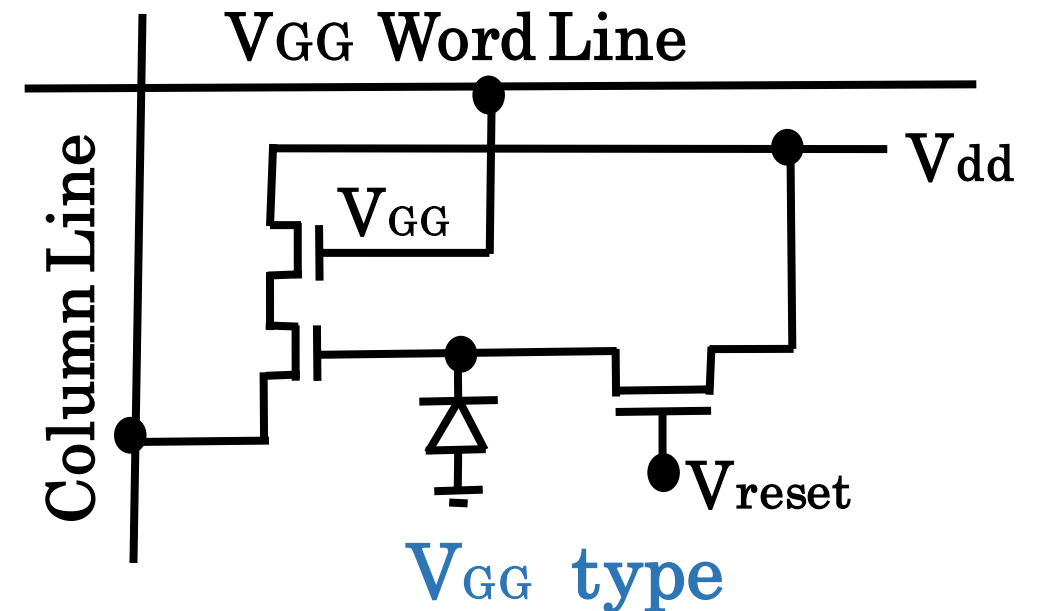 VGG Word Line
Vdd
Column Line
VGG
Vreset
VGG type